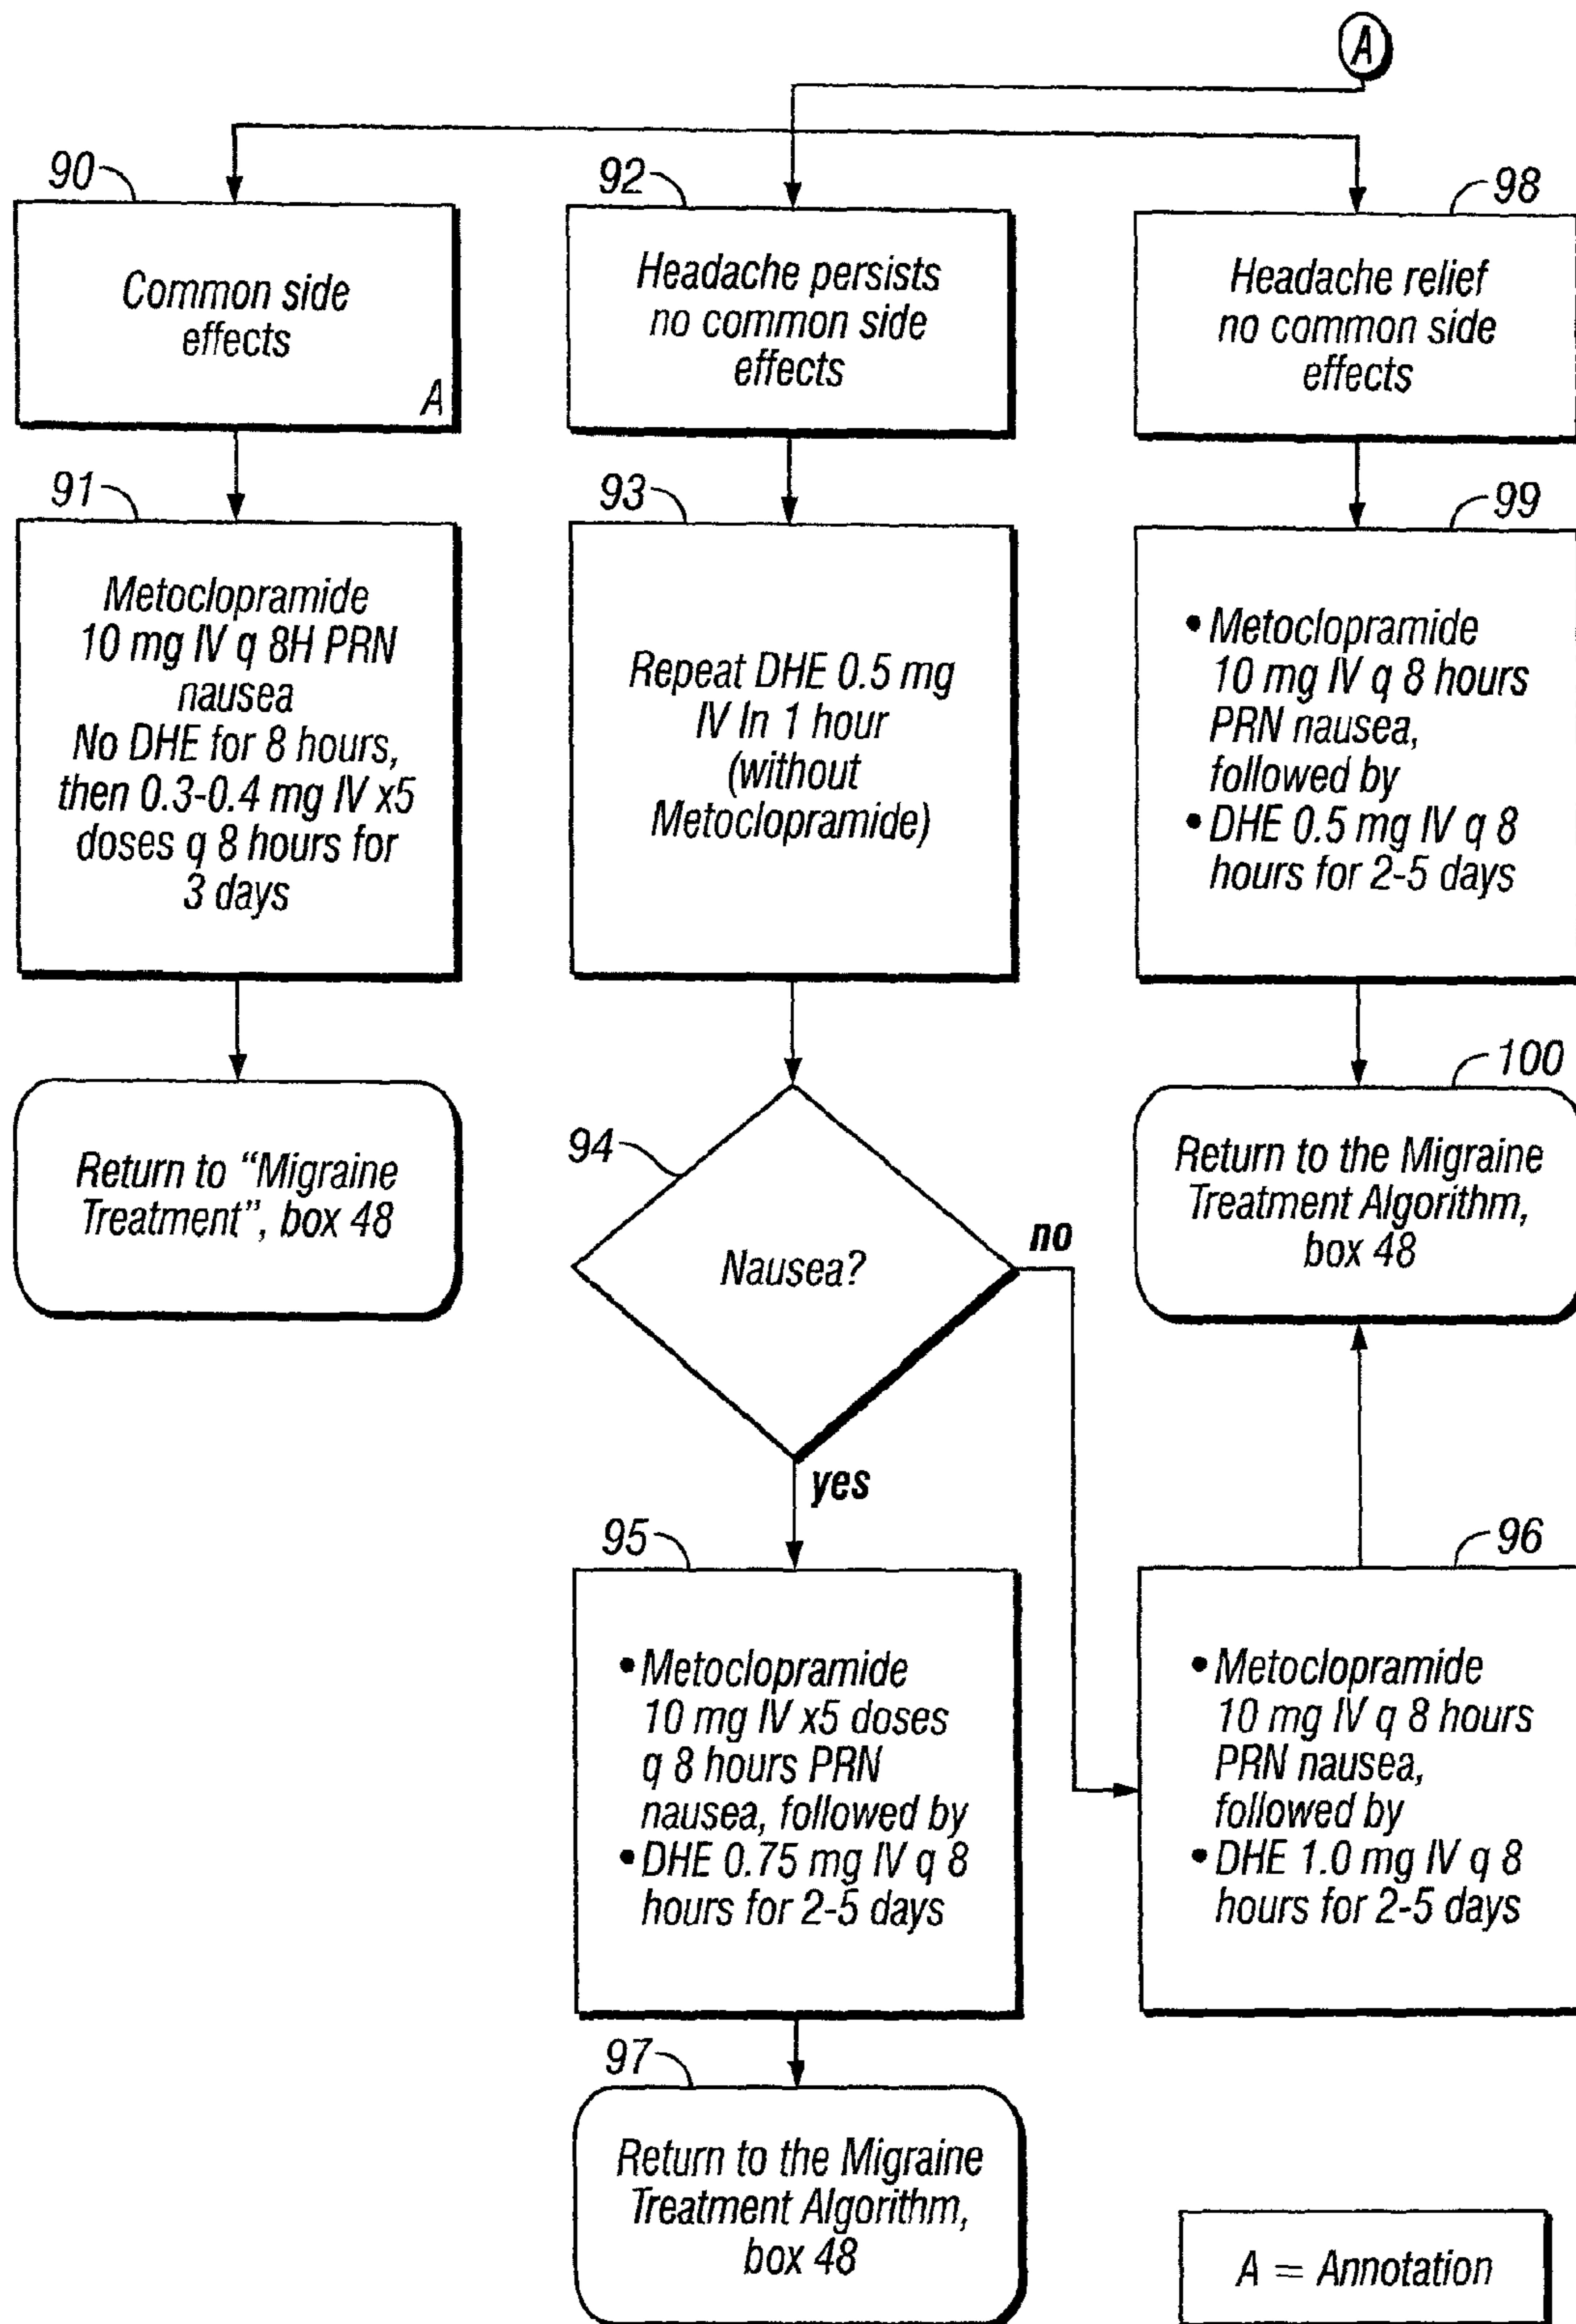 A
90
Common side
effects
A
92
Headache persists
no common side
effects
98
Headache relief
no common side
effects
91
Metoclopramide
10 mg IV q 8H PRN
nausea
No DHE for 8 hours,
then 0.3-0.4 mg IV x5
doses q 8 hours for
3 days
93
Repeat DHE 0.5 mg
IV In 1 hour
(without
Metoclopramide)
99
• Metoclopramide
10 mg IV q 8 hours
PRN nausea,
followed by
• DHE 0.5 mg IV q 8
hours for 2-5 days
Return to “Migraine
Treatment”, box 48
94
Nausea?
no
yes
100
Return to the Migraine
Treatment Algorithm,
box 48
95
• Metoclopramide
10 mg IV x5 doses
q 8 hours PRN
nausea, followed by
• DHE 0.75 mg IV q 8
hours for 2-5 days
96
• Metoclopramide
10 mg IV q 8 hours
PRN nausea,
followed by
• DHE 1.0 mg IV q 8
hours for 2-5 days
97
Return to the Migraine
Treatment Algorithm,
box 48
A = Annotation